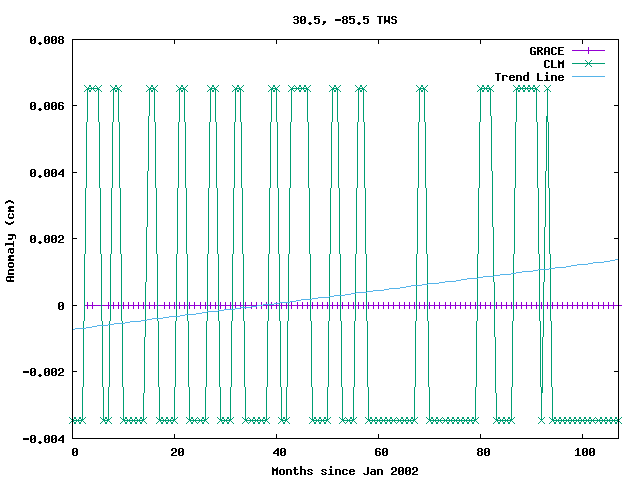 30.5, -85.5 TWS
GRACE
CLM
Trend Line
0.008
0.006
0.004
0.002
0
-0.002
-0.004
Anomaly (cm)
0 20 40 60 80 100
Months since Jan 2002